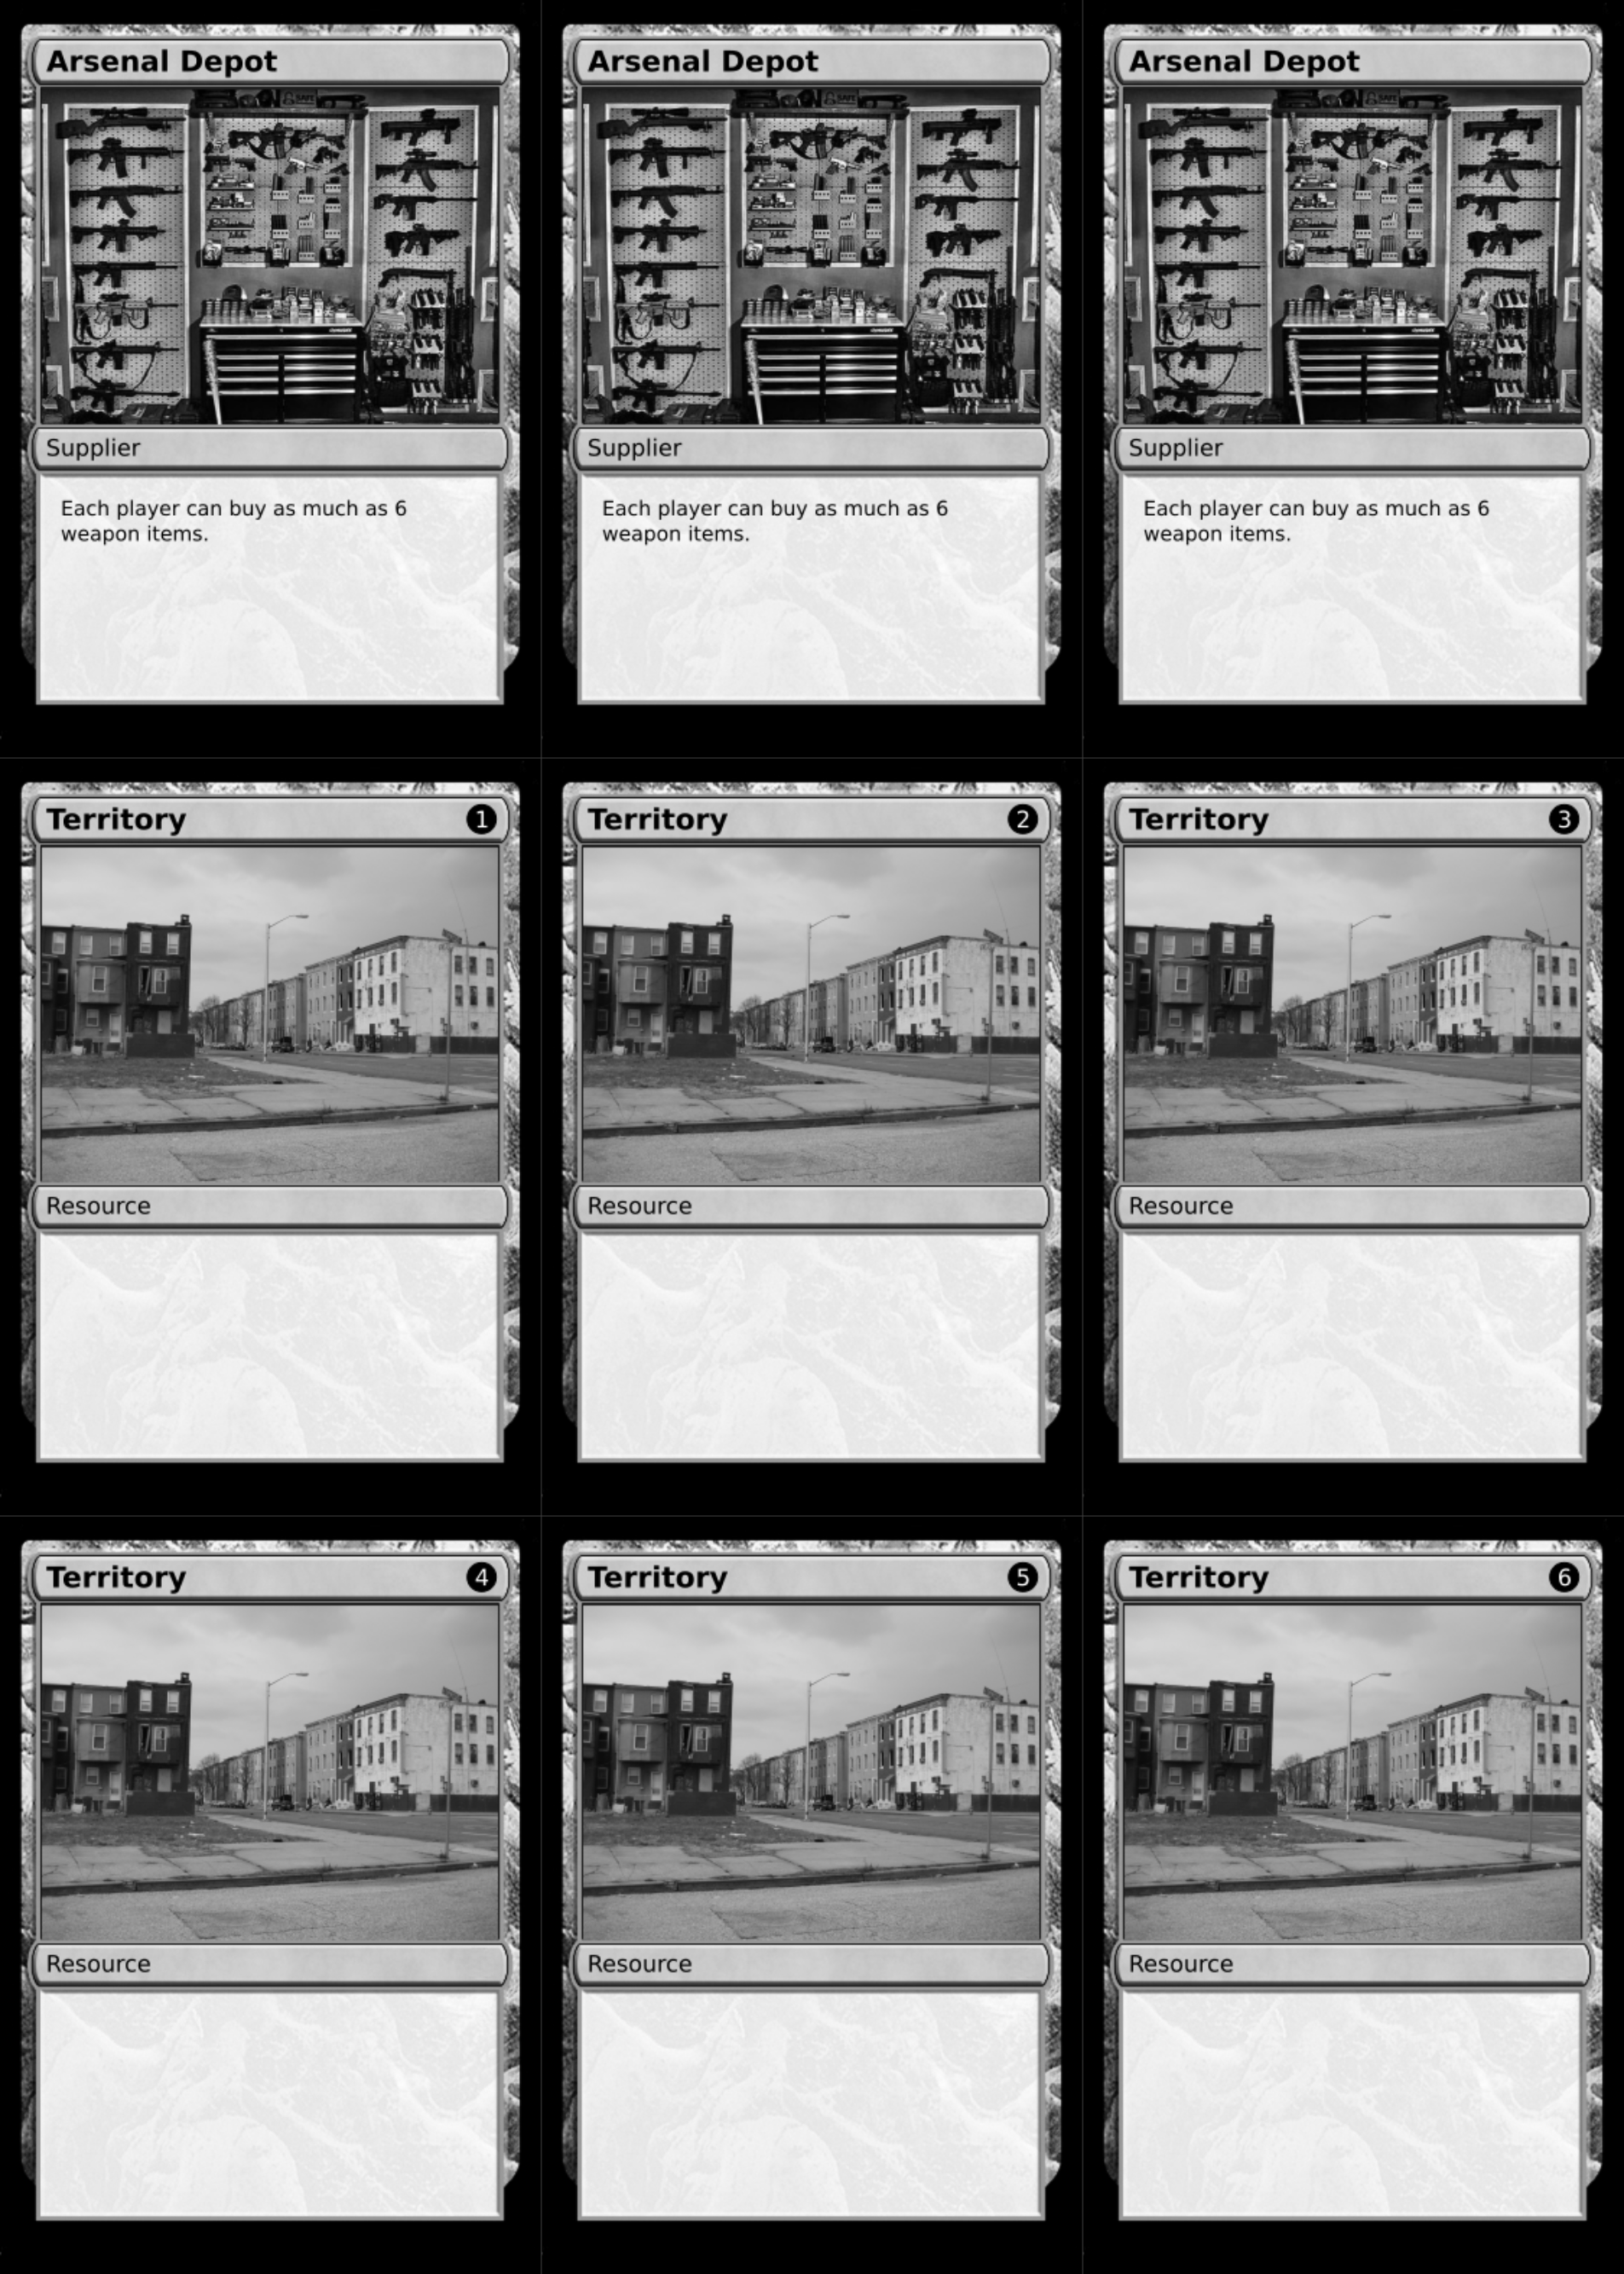 Arsenal Depot
SAFE
Supplier
Each player can buy as much as 6
weapon items.
Arsenal Depot
SAFE
Supplier
Each player can buy as much as 6
weapon items.
Arsenal Depot
SAFE
Supplier
Each player can buy as much as 6
weapon items.
Territory 1
Resource
Territory 2
Resource
Territory 3
Resource
Territory 4
Resource
Territory 5
Resource
Territory 6
Resource